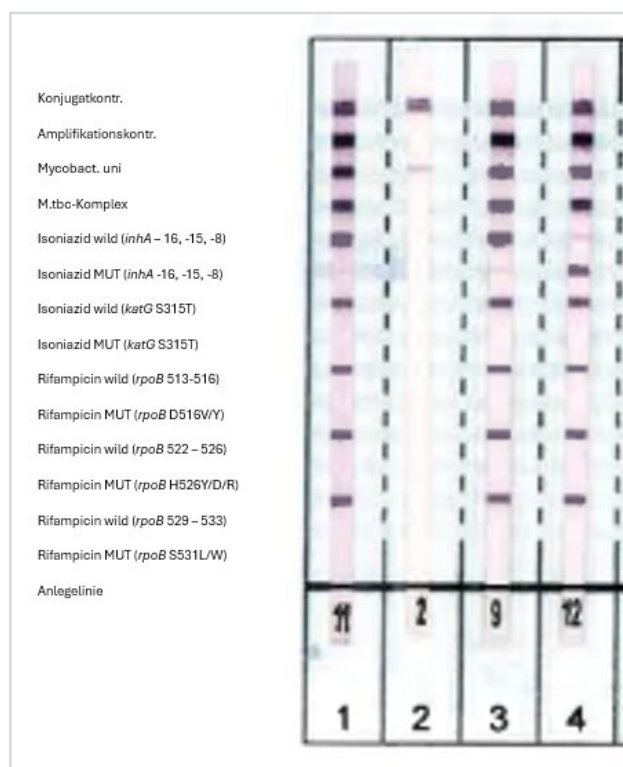 Konjugatkontr.
Amplifikationskontr.
Mycobact. uni
M.tbc-Komplex
Isoniazid wild (inhA – 16, -15, -8)
Isoniazid MUT (inhA -16, -15, -8)
Isoniazid wild (katG S315T)
Isoniazid MUT (katG S315T)
Rifampicin wild (rpoB 513-516)
Rifampicin MUT (rpoB D516V/Y)
Rifampicin wild (rpoB 522 – 526)
Rifampicin MUT (rpoB H526Y/D/R)
Rifampicin wild (rpoB 529 – 533)
Rifampicin MUT (rpoB S531L/W)
Anlegelinie
11 2 9 12
1 2 3 4